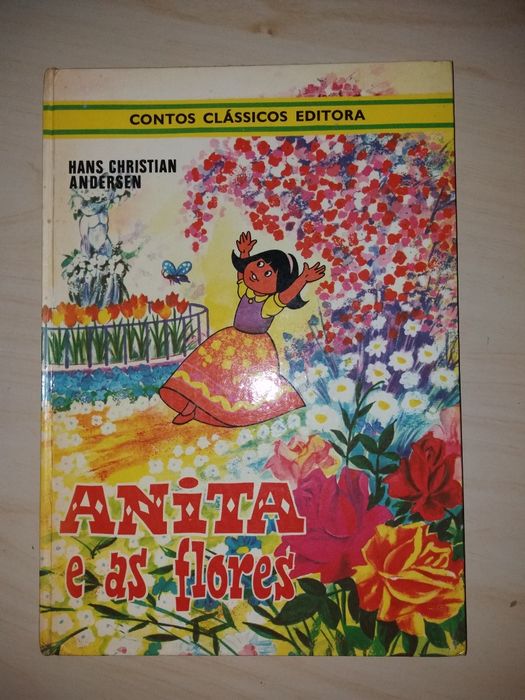 CONTOS CLÁSSICOS EDITORA
HANS CHRISTIAN
ANDERSEN
ANiTA
e as flores